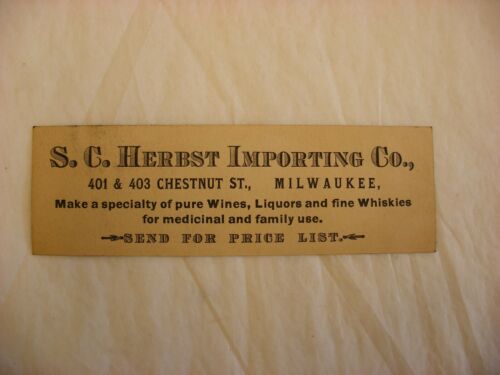 S. C. HERBST IMPORTING CO.,
401 & 403 CHESTNUT ST., MILWAUKEE,
Make a specialty of pure Wines, Liquors and fine Whiskies
for medicinal and family use.
SEND FOR PRICE LIST.